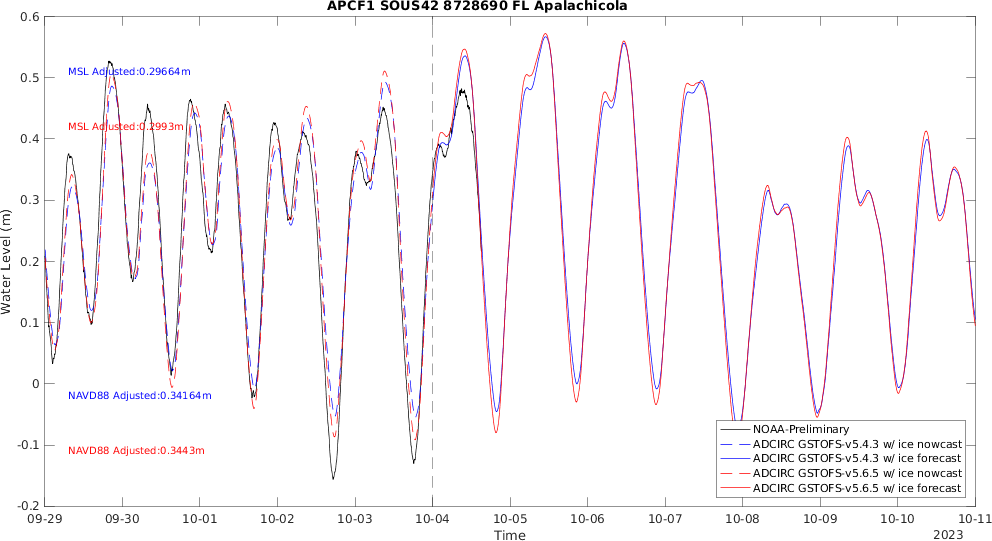 APCF1 SOUS42 8728690 FL Apalachicola
0.6
0.5
0.4
0.3
0.2
0.1
0
-0.1
-0.2
Water Level (m)
MSL Adjusted:0.29664m
MSL Adjusted:0.2993m
NAVD88 Adjusted:0.34164m
NAVD88 Adjusted:0.3443m
NOAA-Preliminary
ADCIRC GSTOFS-v5.4.3 w/ ice nowcast
ADCIRC GSTOFS-v5.4.3 w/ ice forecast
ADCIRC GSTOFS-v5.6.5 w/ ice nowcast
ADCIRC GSTOFS-v5.6.5 w/ ice forecast
09-29 09-30 10-01 10-02 10-03 10-04 10-05 10-06 10-07 10-08 10-09 10-10 10-11
Time
2023